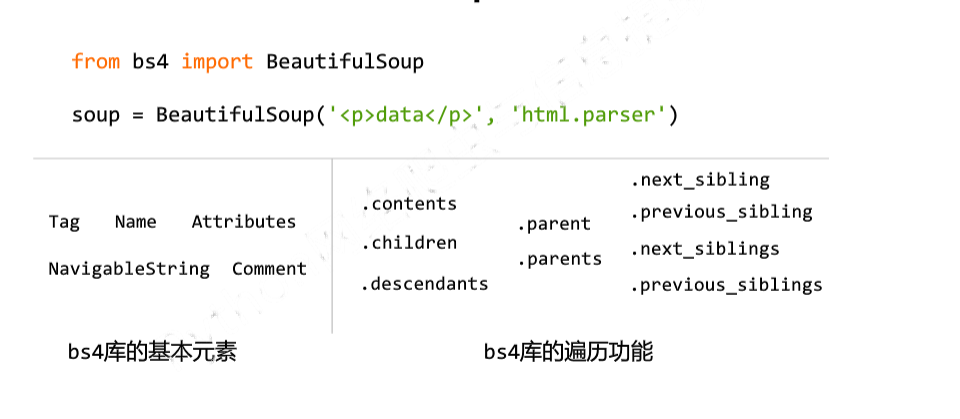 from bs4 import BeautifulSoup
soup = BeautifulSoup('<p>data</p>', 'html.parser')
Tag Name Attributes
NavigableString Comment
bs4库的基本元素
.contents
.children
.descendants
.parent
.parents
.next_sibling
.previous_sibling
.next_siblings
.previous_siblings
bs4库的遍历功能